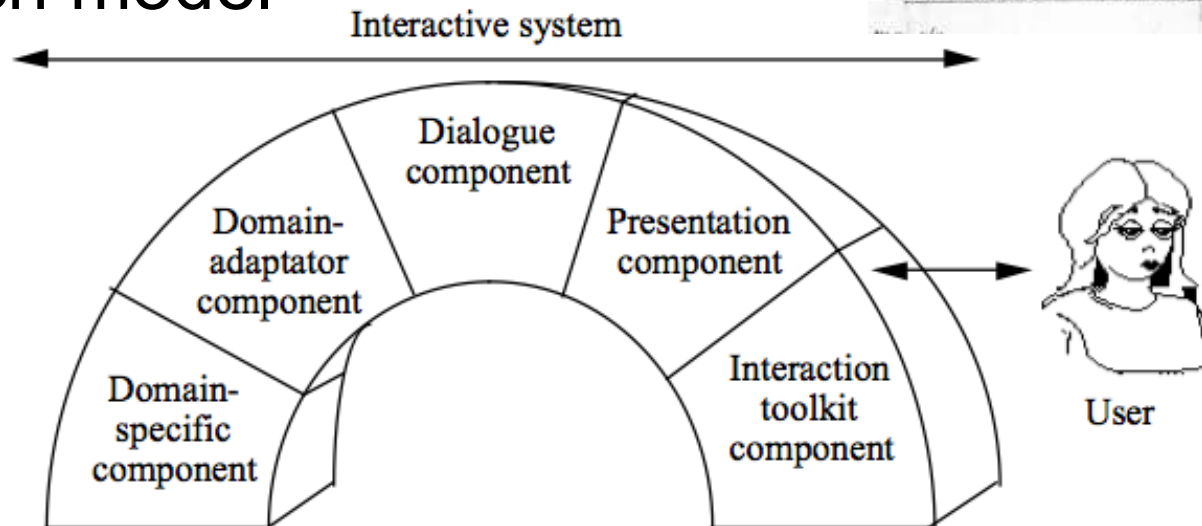 Interactive system
Dialogue
component
Domain-
adaptator
component
Presentation
component
Domain-
specific
component
Interaction
toolkit
component
User